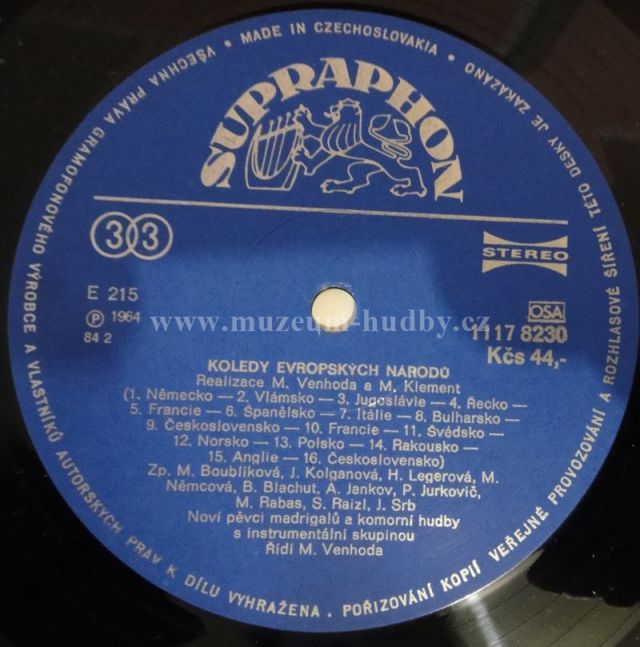 VŠECHNA PRÁVA GRAMOFONOVÉHO VÝROBCE A VLASTNÍKŮ AUTORSKÝCH PRÁV K DÍLU VYHRAŽENA . POŘIZOVÁNÍ KOPIÍ VEŘEJNÉ PROVOZOVÁNÍ A ROZHLASOVÉ ŠÍŘENÍ TÉTO DESKY JE ZAKÁZÁNO • MADE IN CZECHOSLOVAKIA •
SUPRAPHON
33
STEREO
E 215
℗ 1964
84 2
OSA
1117 8230
Kčs 44,-
www.muzeum-hudby.cz
KOLEDY EVROPSKÝCH NÁRODŮ
Realizace M. Venhoda a M. Klement
(1. Německo — 2. Vlámsko — 3. Jugoslávie — 4. Řecko —
5. Francie — 6. Španělsko — 7. Itálie — 8. Bulharsko —
9. Československo — 10. Francie — 11. Švédsko —
12. Norsko — 13. Polsko — 14. Rakousko —
15. Anglie — 16. Československo)
Zp. M. Boublíková, J. Kolganová, H. Legerová, M.
Němcová, B. Blachut, A. Jankov, P. Jurkovič,
M. Rabas, S. Raizl, J. Srb
Noví pěvci madrigalů a komorní hudby
s instrumentální skupinou
Řídí M. Venhoda